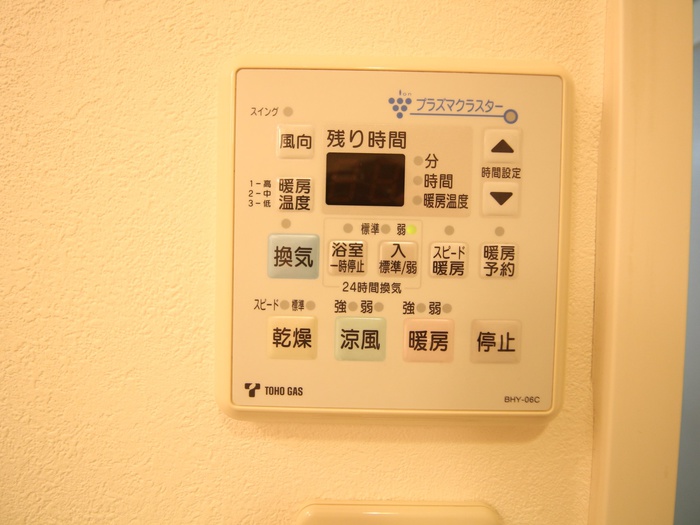 プラズマクラスター
スイング
風向
残り時間
分
時間
暖房温度
時間設定
1－高
2－中
3－低
暖房
温度
標準 弱
換気
浴室
一時停止
入
標準/弱
スピード
暖房
暖房
予約
24時間換気
スピード 標準
強 弱
強 弱
乾燥
涼風
暖房
停止
TOHO GAS
BHY-06C